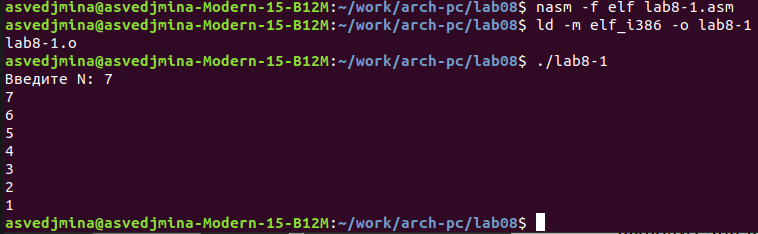 asvedjmina@asvedjmina-Modern-15-B12M:~/work/arch-pc/lab08$ nasm -f elf lab8-1.asm
asvedjmina@asvedjmina-Modern-15-B12M:~/work/arch-pc/lab08$ ld -m elf_i386 -o lab8-1
lab8-1.o
asvedjmina@asvedjmina-Modern-15-B12M:~/work/arch-pc/lab08$ ./lab8-1
Введите N: 7
7
6
5
4
3
2
1
asvedjmina@asvedjmina-Modern-15-B12M:~/work/arch-pc/lab08$